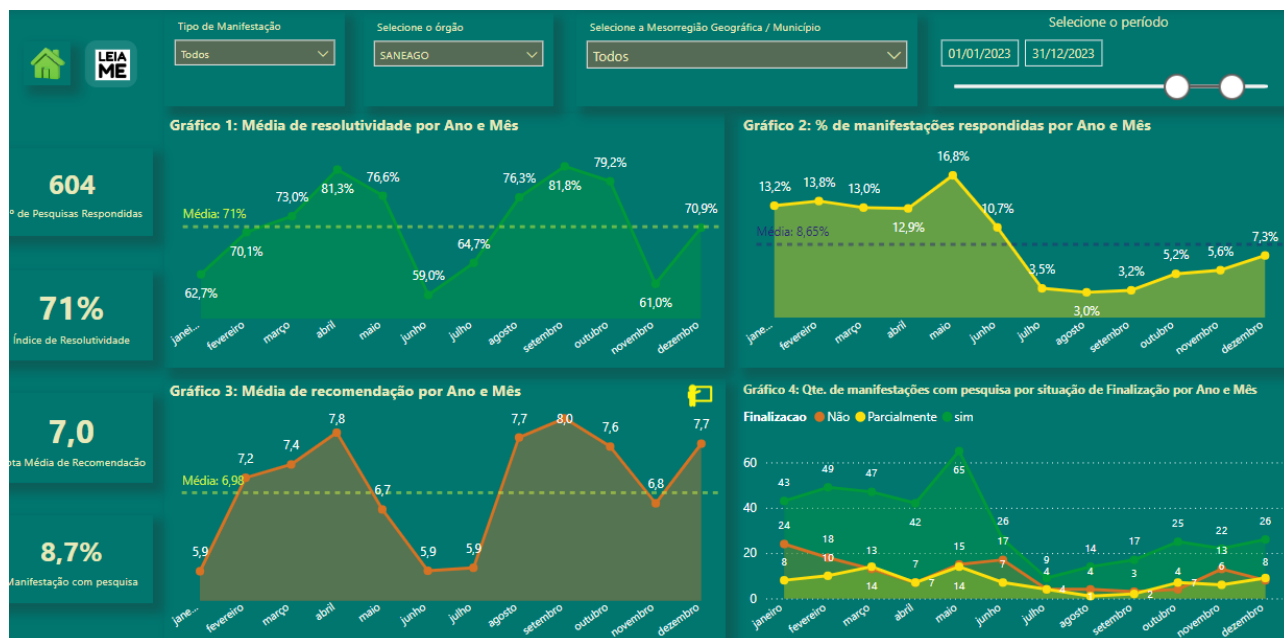 Tipo de Manifestação
Todos
Selecione o órgão
SANEAGO
Selecione a Mesorregião Geográfica / Município
Todos
Selecione o período
01/01/2023 31/12/2023
LEIA
ME
604
º de Pesquisas Respondidas
71%
Índice de Resolutividade
7,0
ota Média de Recomendacão
8,7%
Manifestação com pesquisa
Gráfico 1: Média de resolutividade por Ano e Mês
Média: 71%
62,7% 70,1% 73,0% 81,3% 76,6% 59,0% 64,7% 76,3% 81,8% 79,2% 61,0% 70,9%
janei... fevereiro março abril maio junho julho agosto setembro outubro novembro dezembro
Gráfico 2: % de manifestações respondidas por Ano e Mês
Média: 8,65%
13,2% 13,8% 13,0% 12,9% 16,8% 10,7% 3,5% 3,0% 3,2% 5,2% 5,6% 7,3%
jane... fevereiro março abril maio junho julho agosto setembro outubro novembro dezembro
Gráfico 3: Média de recomendação por Ano e Mês
Média: 6,98
5,9 7,2 7,4 7,8 6,7 5,9 5,9 7,7 8,0 7,6 6,8 7,7
jane... fevereiro março abril maio junho julho agosto setembro outubro novembro dezembro
Gráfico 4: Qte. de manifestações com pesquisa por situação de Finalização por Ano e Mês
Finalizacao Não Parcialmente sim
60
40
20
0
43 49 47 42 65 26 9 14 17 25 22 26
24 18 13 7 15 17 4 4 3 4 13 8
8 10 14 7 14 7 4 2 7 6
janeiro fevereiro março abril maio junho julho agosto setembro outubro novembro dezembro